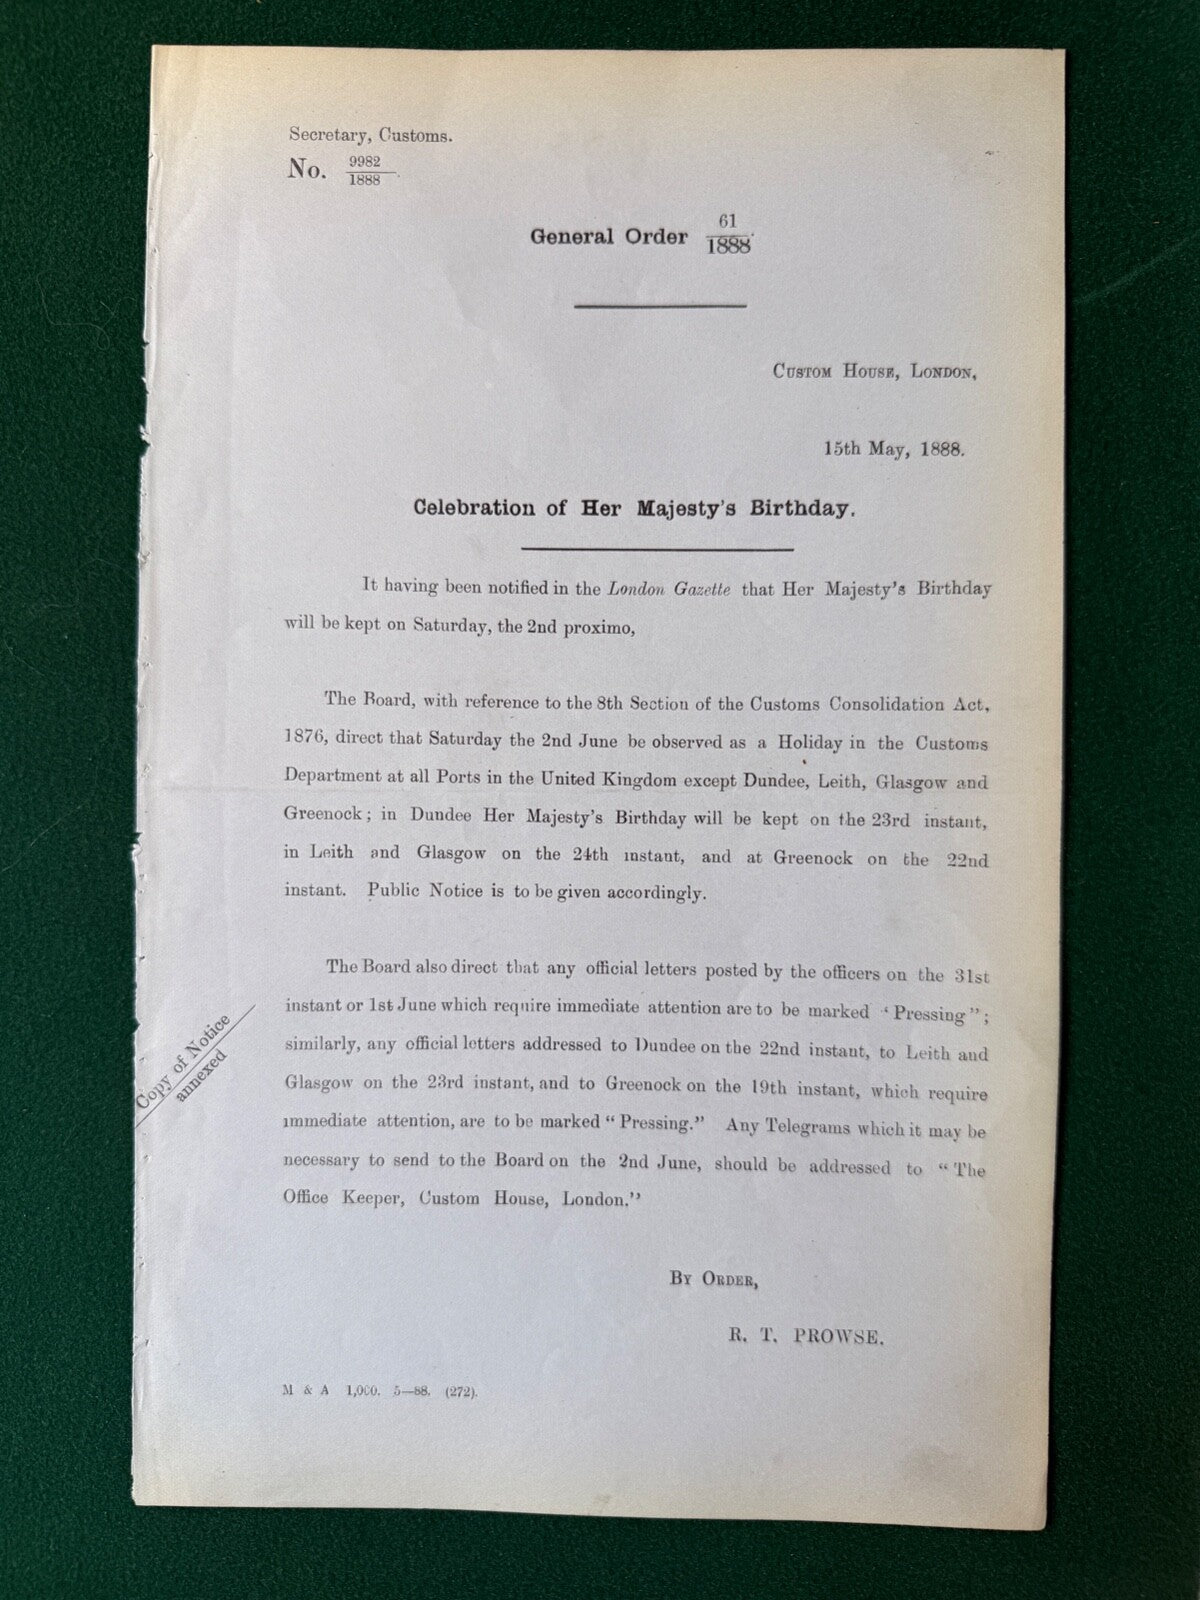 Secretary, Customs.
No. 9982/1888.
General Order 61/1888.
CUSTOM HOUSE, LONDON,
15th May, 1888.
Celebration of Her Majesty's Birthday.
It having been notified in the London Gazette that Her Majesty's Birthday
will be kept on Saturday, the 2nd proximo,
The Board, with reference to the 8th Section of the Customs Consolidation Act,
1876, direct that Saturday the 2nd June be observed as a Holiday in the Customs
Department at all Ports in the United Kingdom except Dundee, Leith, Glasgow and
Greenock; in Dundee Her Majesty's Birthday will be kept on the 23rd instant,
in Leith and Glasgow on the 24th instant, and at Greenock on the 22nd
instant. Public Notice is to be given accordingly.
The Board also direct that any official letters posted by the officers on the 31st
instant or 1st June which require immediate attention are to be marked ‘Pressing”;
similarly, any official letters addressed to Dundee on the 22nd instant, to Leith and
Glasgow on the 23rd instant, and to Greenock on the 19th instant, which require
immediate attention, are to be marked “Pressing.” Any Telegrams which it may be
necessary to send to the Board on the 2nd June, should be addressed to “The
Office Keeper, Custom House, London.”
Copy of Notice
annexed
BY ORDER,
R. T. PROWSE.
M & A 1,000. 5—88. (272).